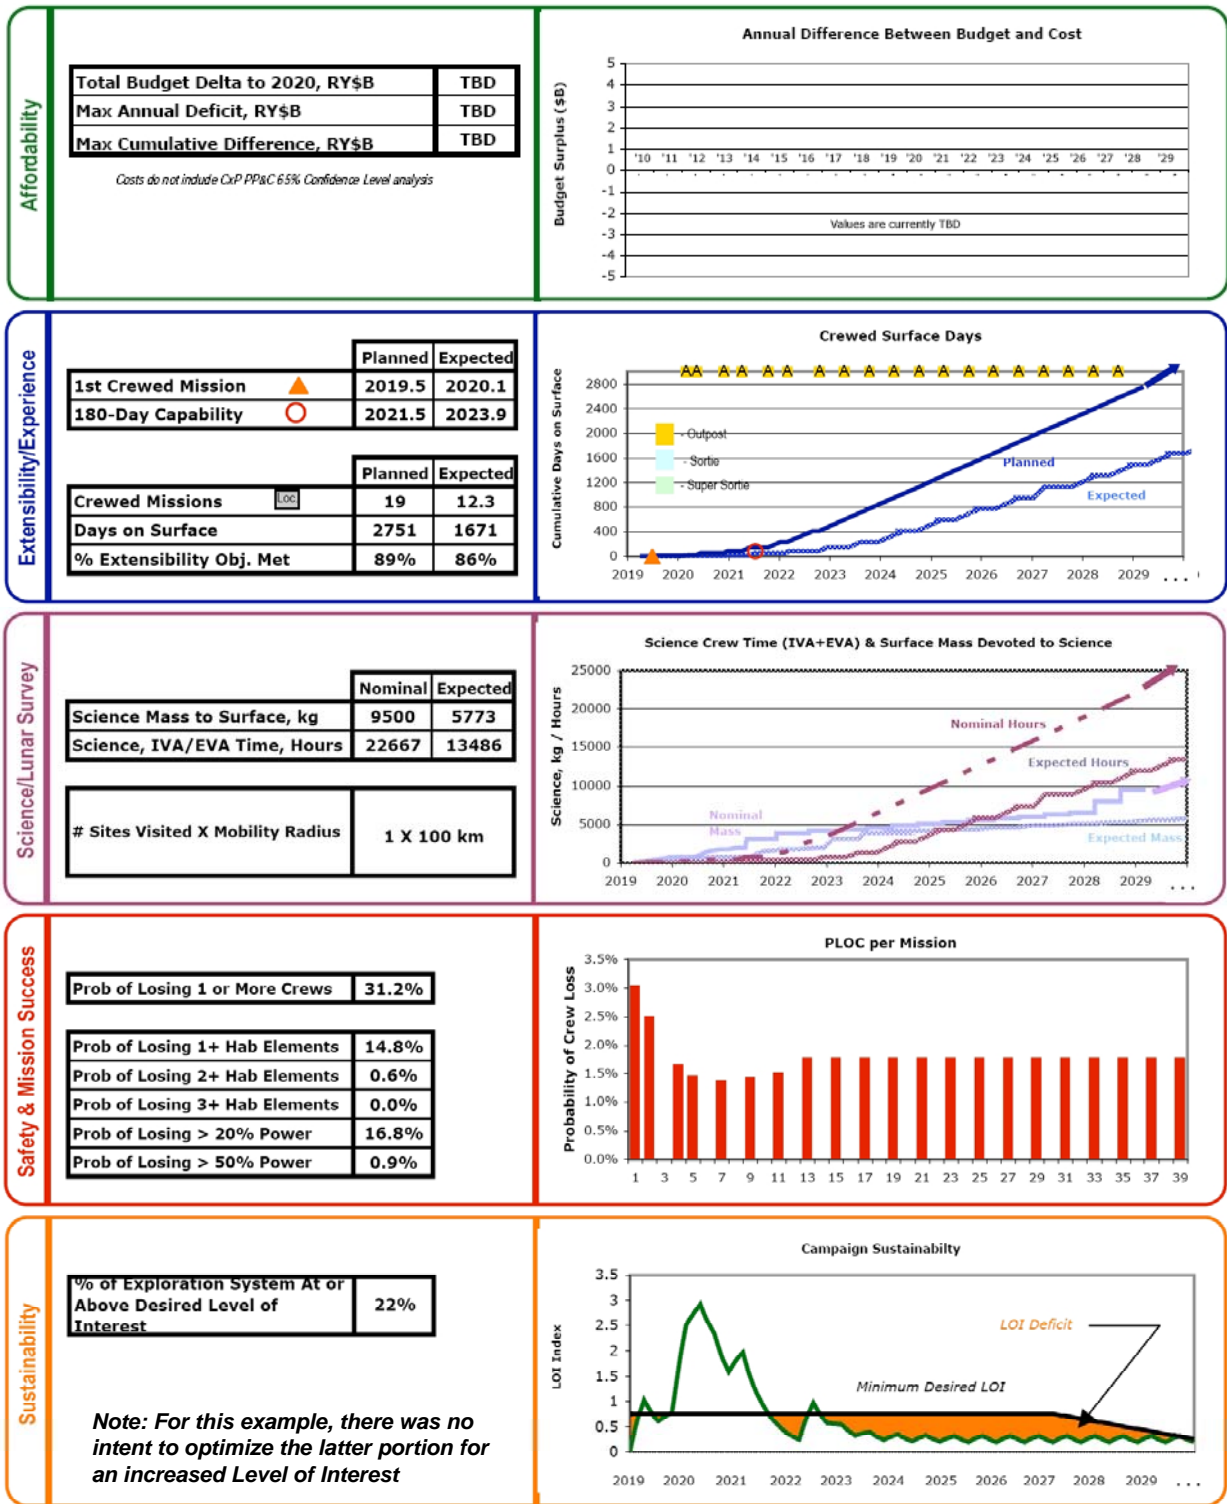 Affordability
Total Budget Delta to 2020, RY$B TBD
Max Annual Deficit, RY$B TBD
Max Cumulative Difference, RY$B TBD
Costs do not include CxP PP&C 65% Confidence Level analysis
Annual Difference Between Budget and Cost
Budget Surplus ($B)
5
4
3
2
1
'10 '11 '12 '13 '14 '15 '16 '17 '18 '19 '20 '21 '22 '23 '24 '25 '26 '27 '28 '29
0
-1
-2
Values are currently TBD
-3
-4
-5
Extensibility/Experience
Planned Expected
1st Crewed Mission 2019.5 2020.1
180-Day Capability 2021.5 2023.9
Planned Expected
Crewed Missions Loc 19 12.3
Days on Surface 2751 1671
% Extensibility Obj. Met 89% 86%
Crewed Surface Days
Cumulative Days on Surface
A A A A A A A A A A A A A A A A A A A
2800
2400
2000
1600
1200
800
400
0
- Outpost
- Sortie
- Super Sortie
Planned
Expected
2019 2020 2021 2022 2023 2024 2025 2026 2027 2028 2029 ...
Science/Lunar Survey
Nominal Expected
Science Mass to Surface, kg 9500 5773
Science, IVA/EVA Time, Hours 22667 13486
# Sites Visited X Mobility Radius 1 X 100 km
Science Crew Time (IVA+EVA) & Surface Mass Devoted to Science
Science, kg / Hours
25000
20000
15000
10000
5000
0
Nominal Hours
Expected Hours
Nominal
Mass
Expected Mass
2019 2020 2021 2022 2023 2024 2025 2026 2027 2028 2029 ...
Safety & Mission Success
Prob of Losing 1 or More Crews 31.2%
Prob of Losing 1+ Hab Elements 14.8%
Prob of Losing 2+ Hab Elements 0.6%
Prob of Losing 3+ Hab Elements 0.0%
Prob of Losing > 20% Power 16.8%
Prob of Losing > 50% Power 0.9%
PLOC per Mission
Probability of Crew Loss
3.5%
3.0%
2.5%
2.0%
1.5%
1.0%
0.5%
0.0%
1 3 5 7 9 11 13 15 17 19 21 23 25 27 29 31 33 35 37 39
Sustainability
% of Exploration System At or
Above Desired Level of
Interest
22%
Note: For this example, there was no
intent to optimize the latter portion for
an increased Level of Interest
Campaign Sustainabilty
LOI Index
3.5
3
2.5
2
1.5
1
0.5
0
LOI Deficit
Minimum Desired LOI
2019 2020 2021 2022 2023 2024 2025 2026 2027 2028 2029 ...